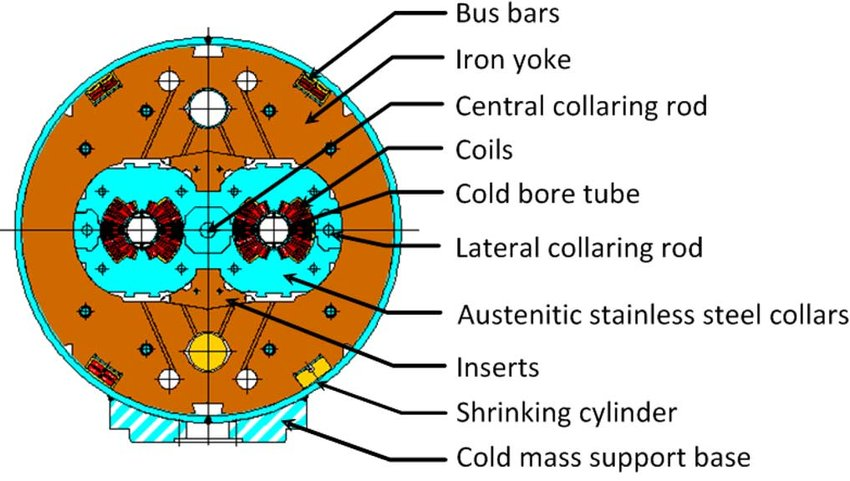 Bus bars
Iron yoke
Central collaring rod
Coils
Cold bore tube
Lateral collaring rod
Austenitic stainless steel collars
Inserts
Shrinking cylinder
Cold mass support base